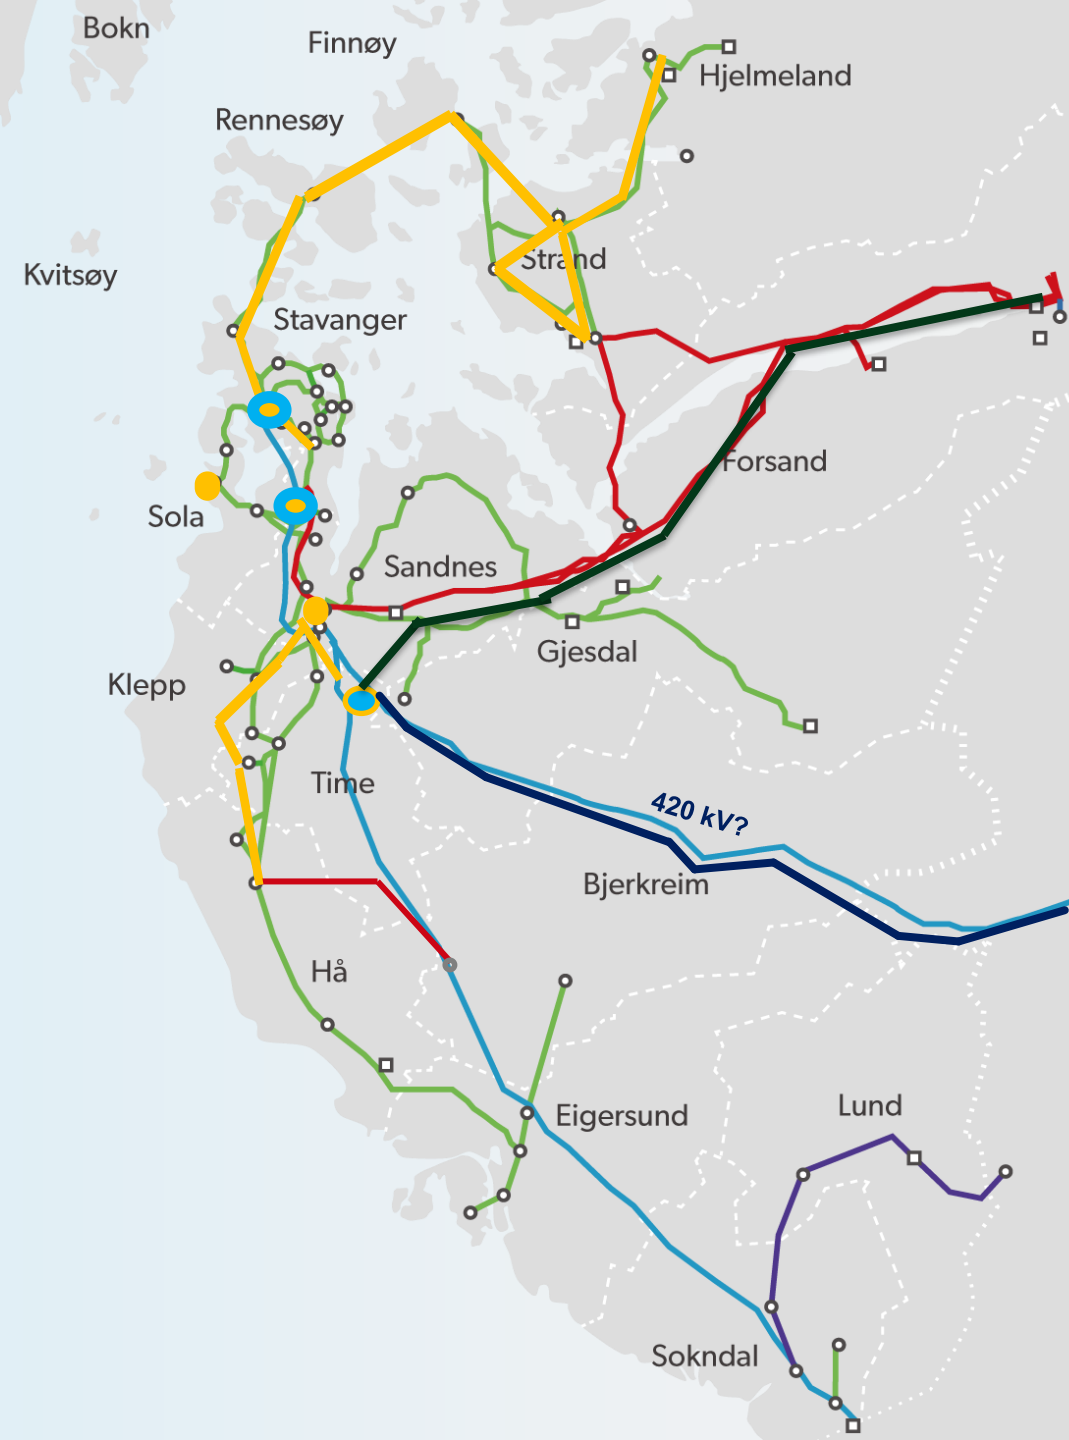 Bokn
Finnøy
Hjelmeland
Rennesøy
Strand
Kvitsøy
Stavanger
Forsand
Sola
Sandnes
Gjesdal
Klepp
Time
420 kV?
Bjerkreim
Hå
Lund
Eigersund
Sokndal